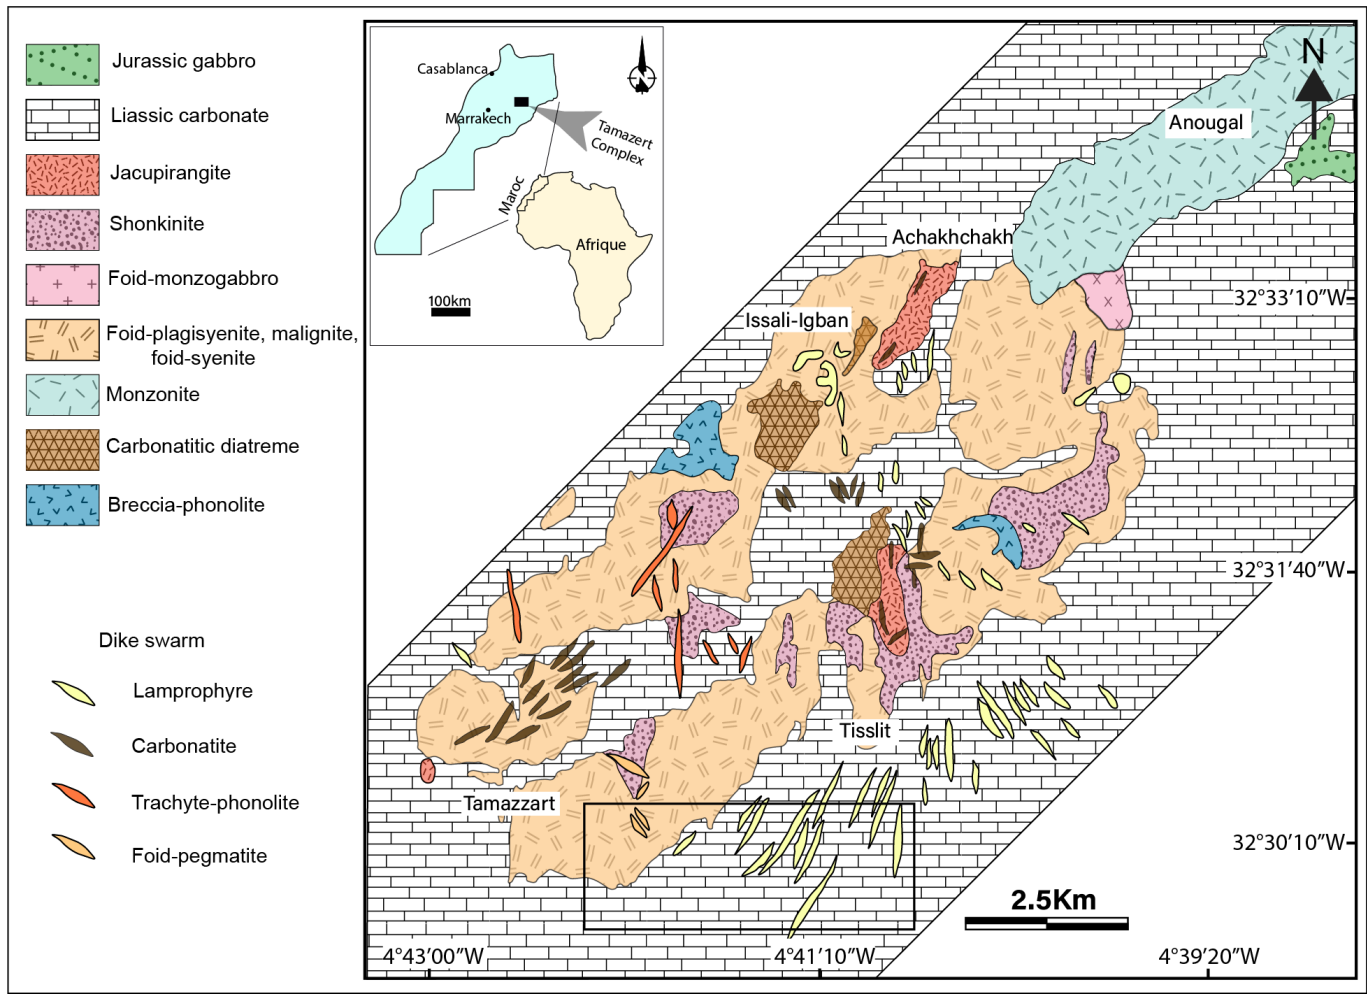 Jurassic gabbro
Liassic carbonate
Jacupirangite
Shonkinite
Foid-monzogabbro
Foid-plagisyenite, malignite,
foid-syenite
Monzonite
Carbonatitic diatreme
Breccia-phonolite
Dike swarm
Lamprophyre
Carbonatite
Trachyte-phonolite
Foid-pegmatite
Casablanca
Marrakech
Tamazert
Complex
Maroc
Afrique
100km
N
Anougal
Achakhchakh
Issali-Igban
Tisslit
Tamazzart
32°33′10″W
32°31′40″W
32°30′10″W
2.5Km
4°43′00″W
4°41′10″W
4°39′20″W